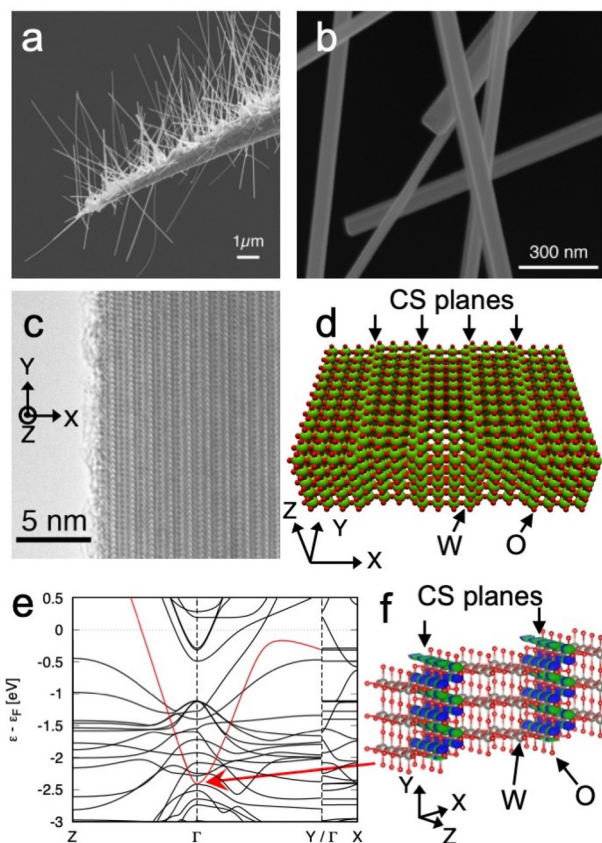 a
1µm
b
300 nm
c
Y
Z
X
5 nm
d
CS planes
Z
Y
X
W
O
e
ε - εF [eV]
0.5
0
-0.5
-1
-1.5
-2
-2.5
-3
Z
Γ
Y / Γ
X
f
CS planes
W
O
Y
X
Z